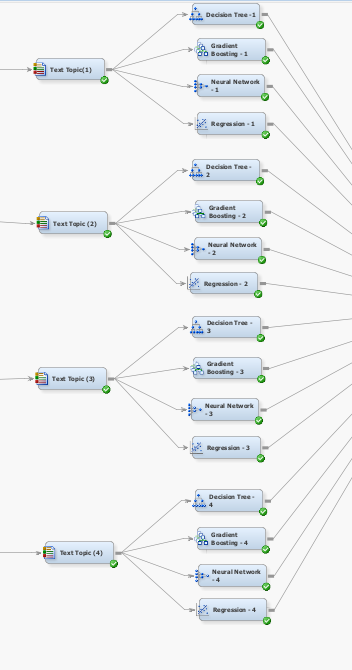 Decision Tree -1
Text Topic(1)
Gradient
Boosting - 1
Neural Network
- 1
Regression - 1
Decision Tree -
2
Text Topic (2)
Gradient
Boosting - 2
Neural Network
- 2
Regression - 2
Decision Tree -
3
Text Topic (3)
Gradient
Boosting - 3
Neural Network
- 3
Regression - 3
Decision Tree -
4
Text Topic (4)
Gradient
Boosting - 4
Neural Network
- 4
Regression - 4